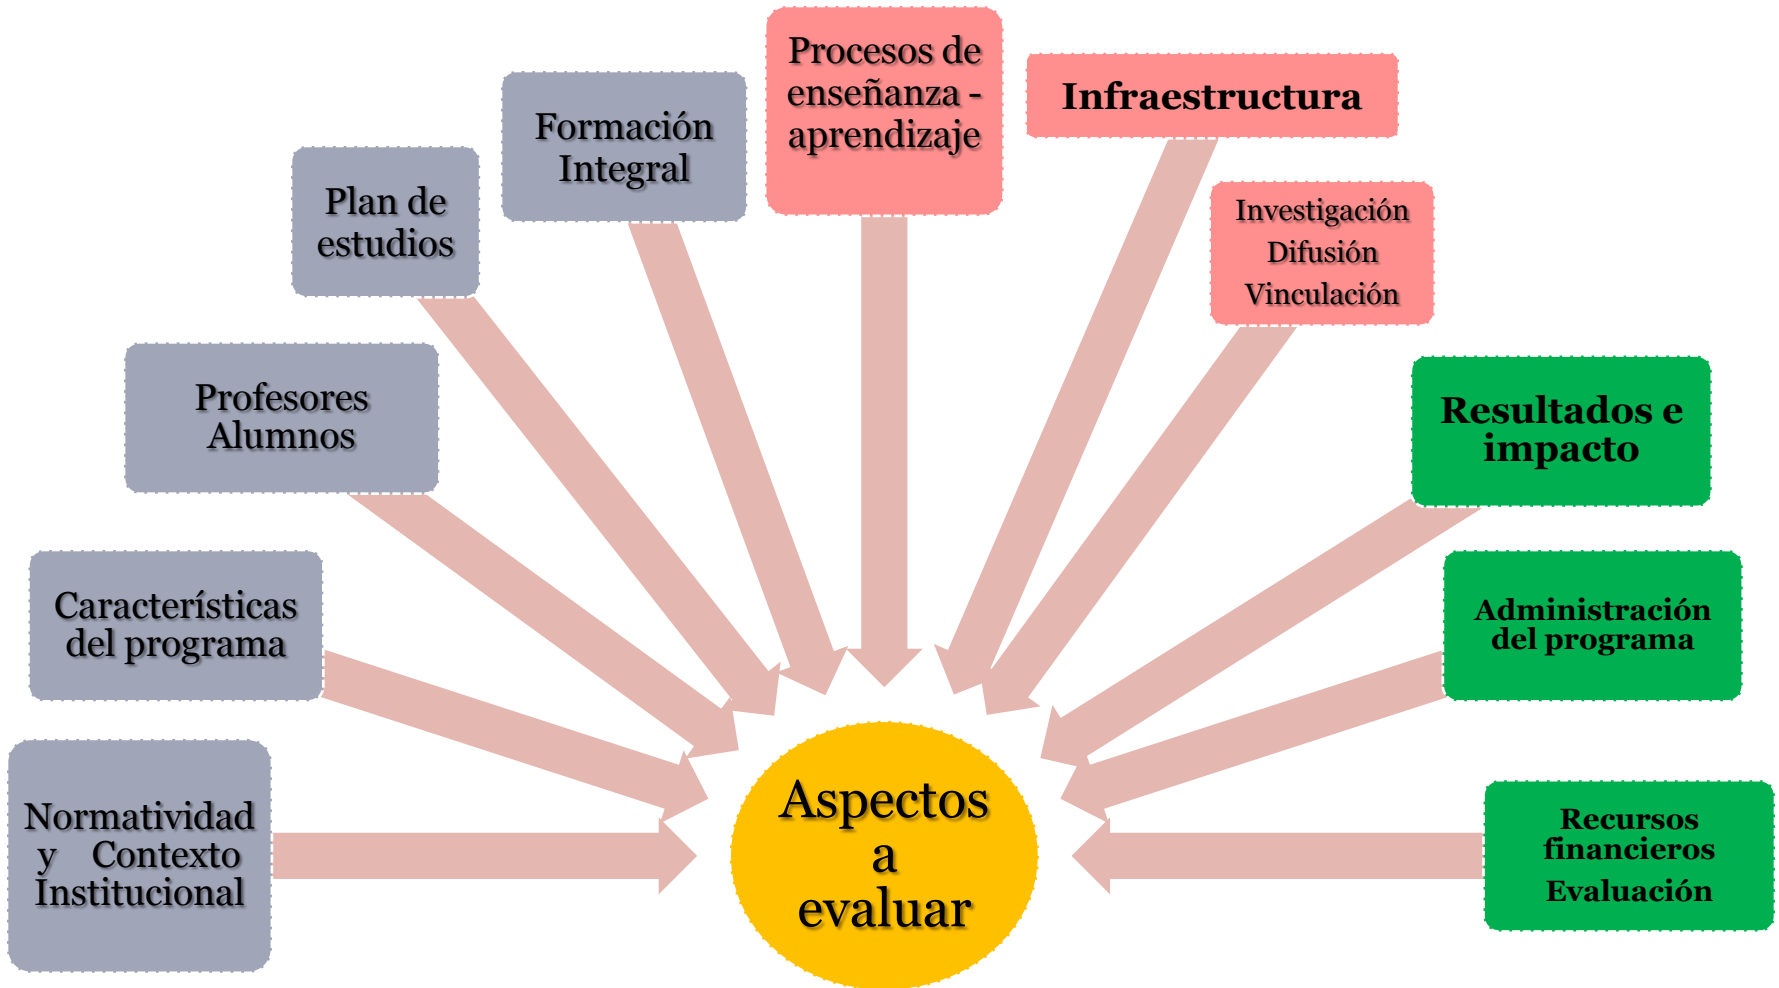 Procesos de
enseñanza -
aprendizaje
Infraestructura
Formación
Integral
Plan de
estudios
Investigación
Difusión
Vinculación
Profesores
Alumnos
Resultados e
impacto
Características
del programa
Administración
del programa
Normatividad
y Contexto
Institucional
Aspectos
a
evaluar
Recursos
financieros
Evaluación